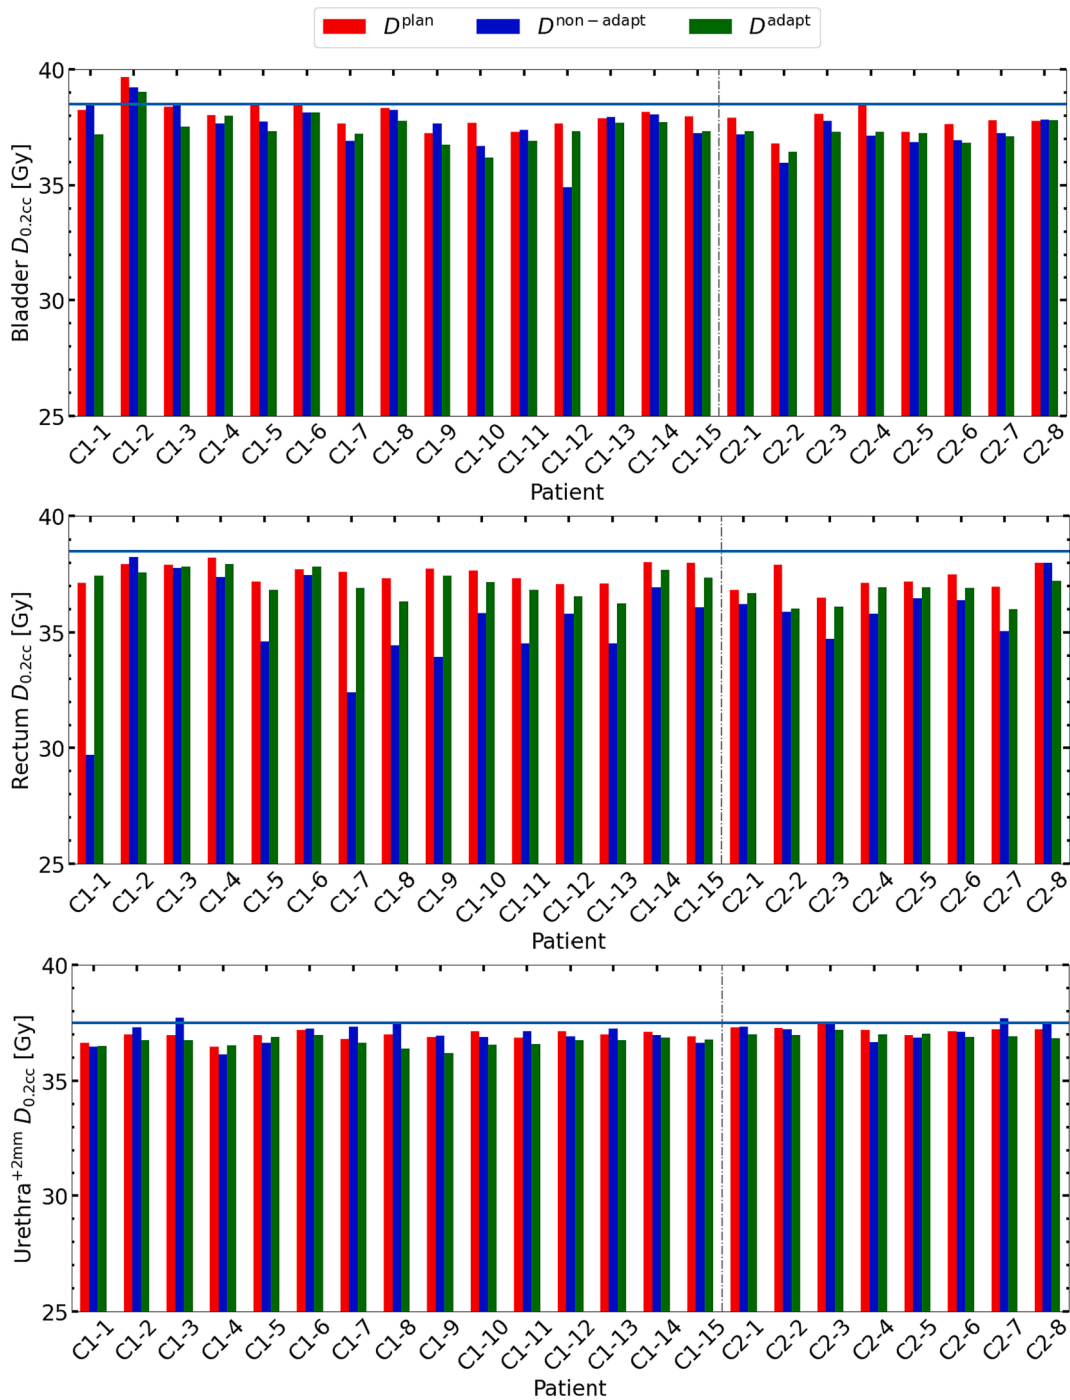 D^plan D^non-adapt D^adapt
Bladder D_0.2cc [Gy]
40
35
30
25
C1-1 C1-2 C1-3 C1-4 C1-5 C1-6 C1-7 C1-8 C1-9 C1-10 C1-11 C1-12 C1-13 C1-14 C1-15 C2-1 C2-2 C2-3 C2-4 C2-5 C2-6 C2-7 C2-8
Patient
Rectum D_0.2cc [Gy]
40
35
30
25
C1-1 C1-2 C1-3 C1-4 C1-5 C1-6 C1-7 C1-8 C1-9 C1-10 C1-11 C1-12 C1-13 C1-14 C1-15 C2-1 C2-2 C2-3 C2-4 C2-5 C2-6 C2-7 C2-8
Patient
Urethra^+2mm D_0.2cc [Gy]
40
35
30
25
C1-1 C1-2 C1-3 C1-4 C1-5 C1-6 C1-7 C1-8 C1-9 C1-10 C1-11 C1-12 C1-13 C1-14 C1-15 C2-1 C2-2 C2-3 C2-4 C2-5 C2-6 C2-7 C2-8
Patient